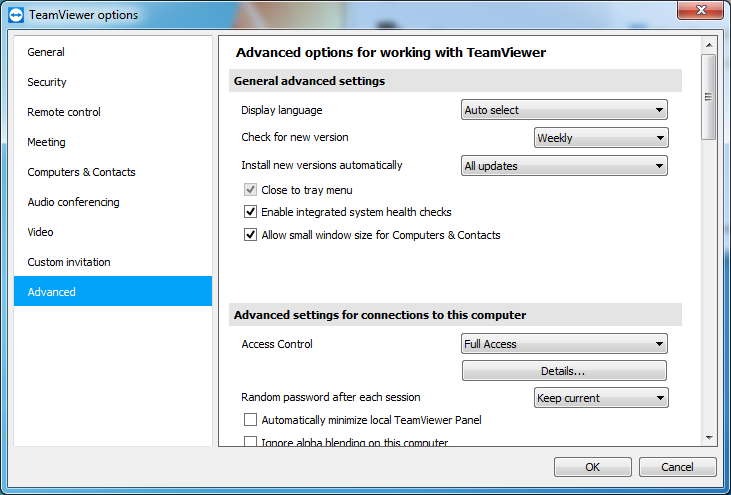 TeamViewer options
General
Security
Remote control
Meeting
Computers & Contacts
Audio conferencing
Video
Custom invitation
Advanced
Advanced options for working with TeamViewer
General advanced settings
Display language Auto select
Check for new version Weekly
Install new versions automatically All updates
Close to tray menu
Enable integrated system health checks
Allow small window size for Computers & Contacts
Advanced settings for connections to this computer
Access Control Full Access
Details...
Random password after each session Keep current
Automatically minimize local TeamViewer Panel
Ignore alpha blending on this computer
OK Cancel